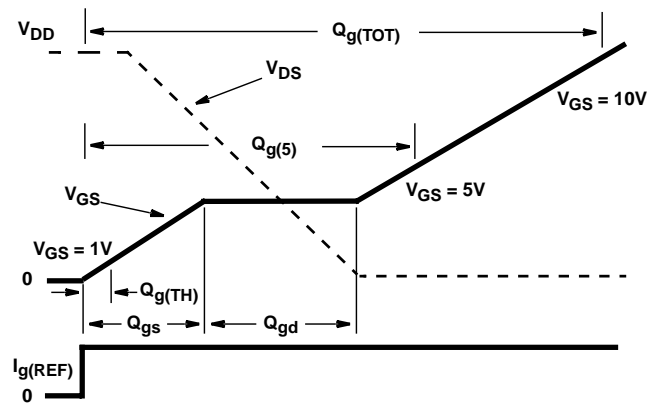 V_DD
Q_g(TOT)
V_DS
V_GS = 10V
Q_g(5)
V_GS
V_GS = 5V
V_GS = 1V
0
Q_g(TH)
Q_gs
Q_gd
I_g(REF)
0